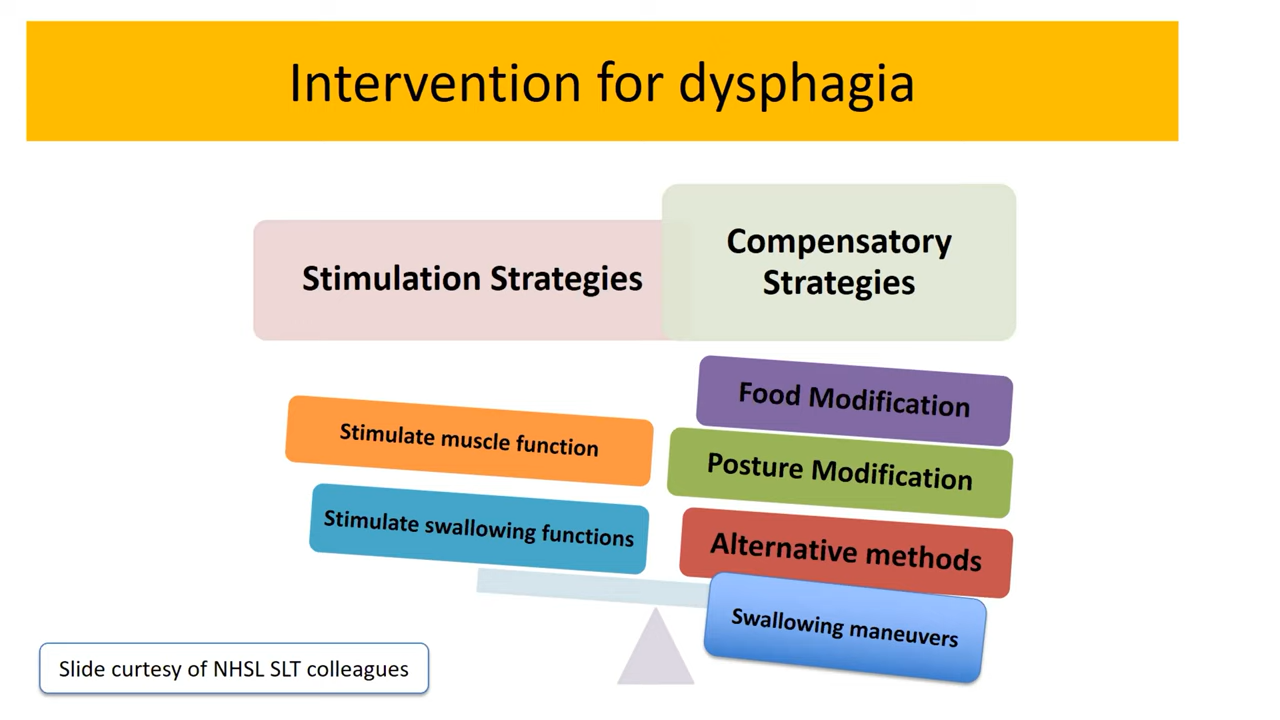 Intervention for dysphagia
Stimulation Strategies
Compensatory
Strategies
Stimulate muscle function
Stimulate swallowing functions
Food Modification
Posture Modification
Alternative methods
Swallowing maneuvers
Slide curtesy of NHSL SLT colleagues